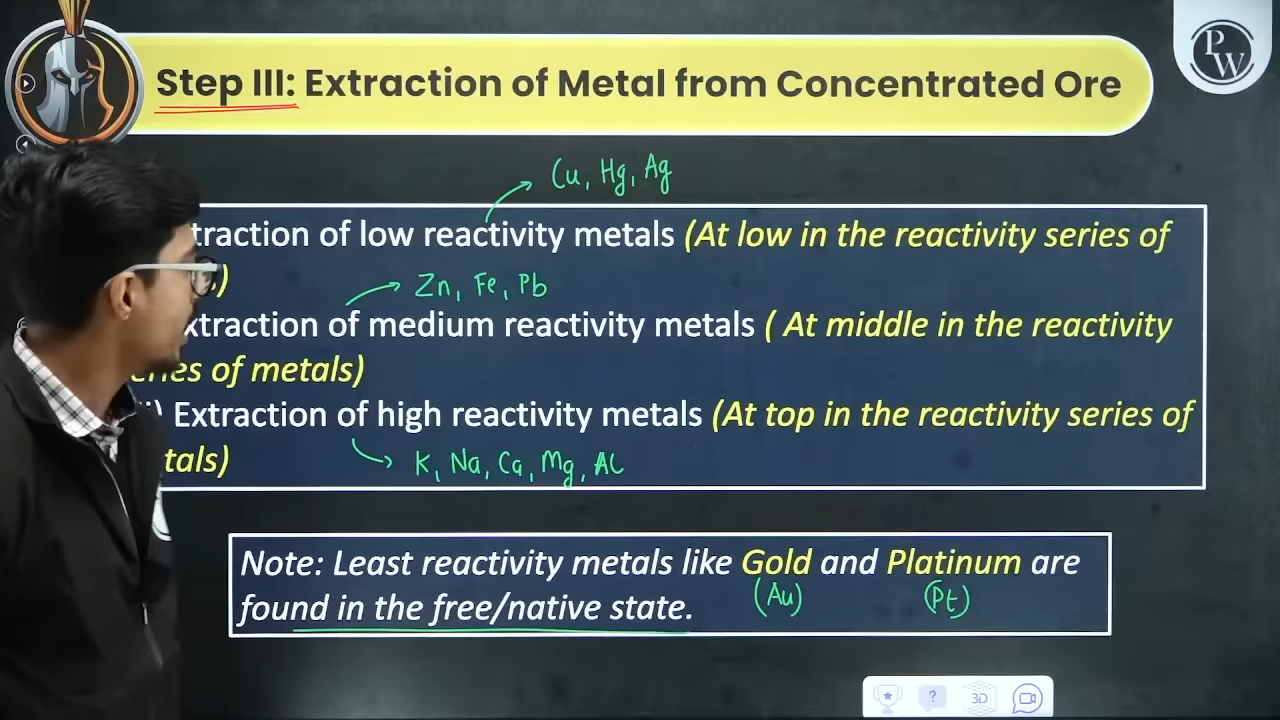 Step III: Extraction of Metal from Concentrated Ore
PW
Cu, Hg, Ag
traction of low reactivity metals (At low in the reactivity series of
Zn, Fe, Pb
xtraction of medium reactivity metals ( At middle in the reactivity
series of metals)
Extraction of high reactivity metals (At top in the reactivity series of
tals)
K, Na, Ca, Mg, Al
Note: Least reactivity metals like Gold and Platinum are
(Au) (Pt)
found in the free/native state.
?
3D